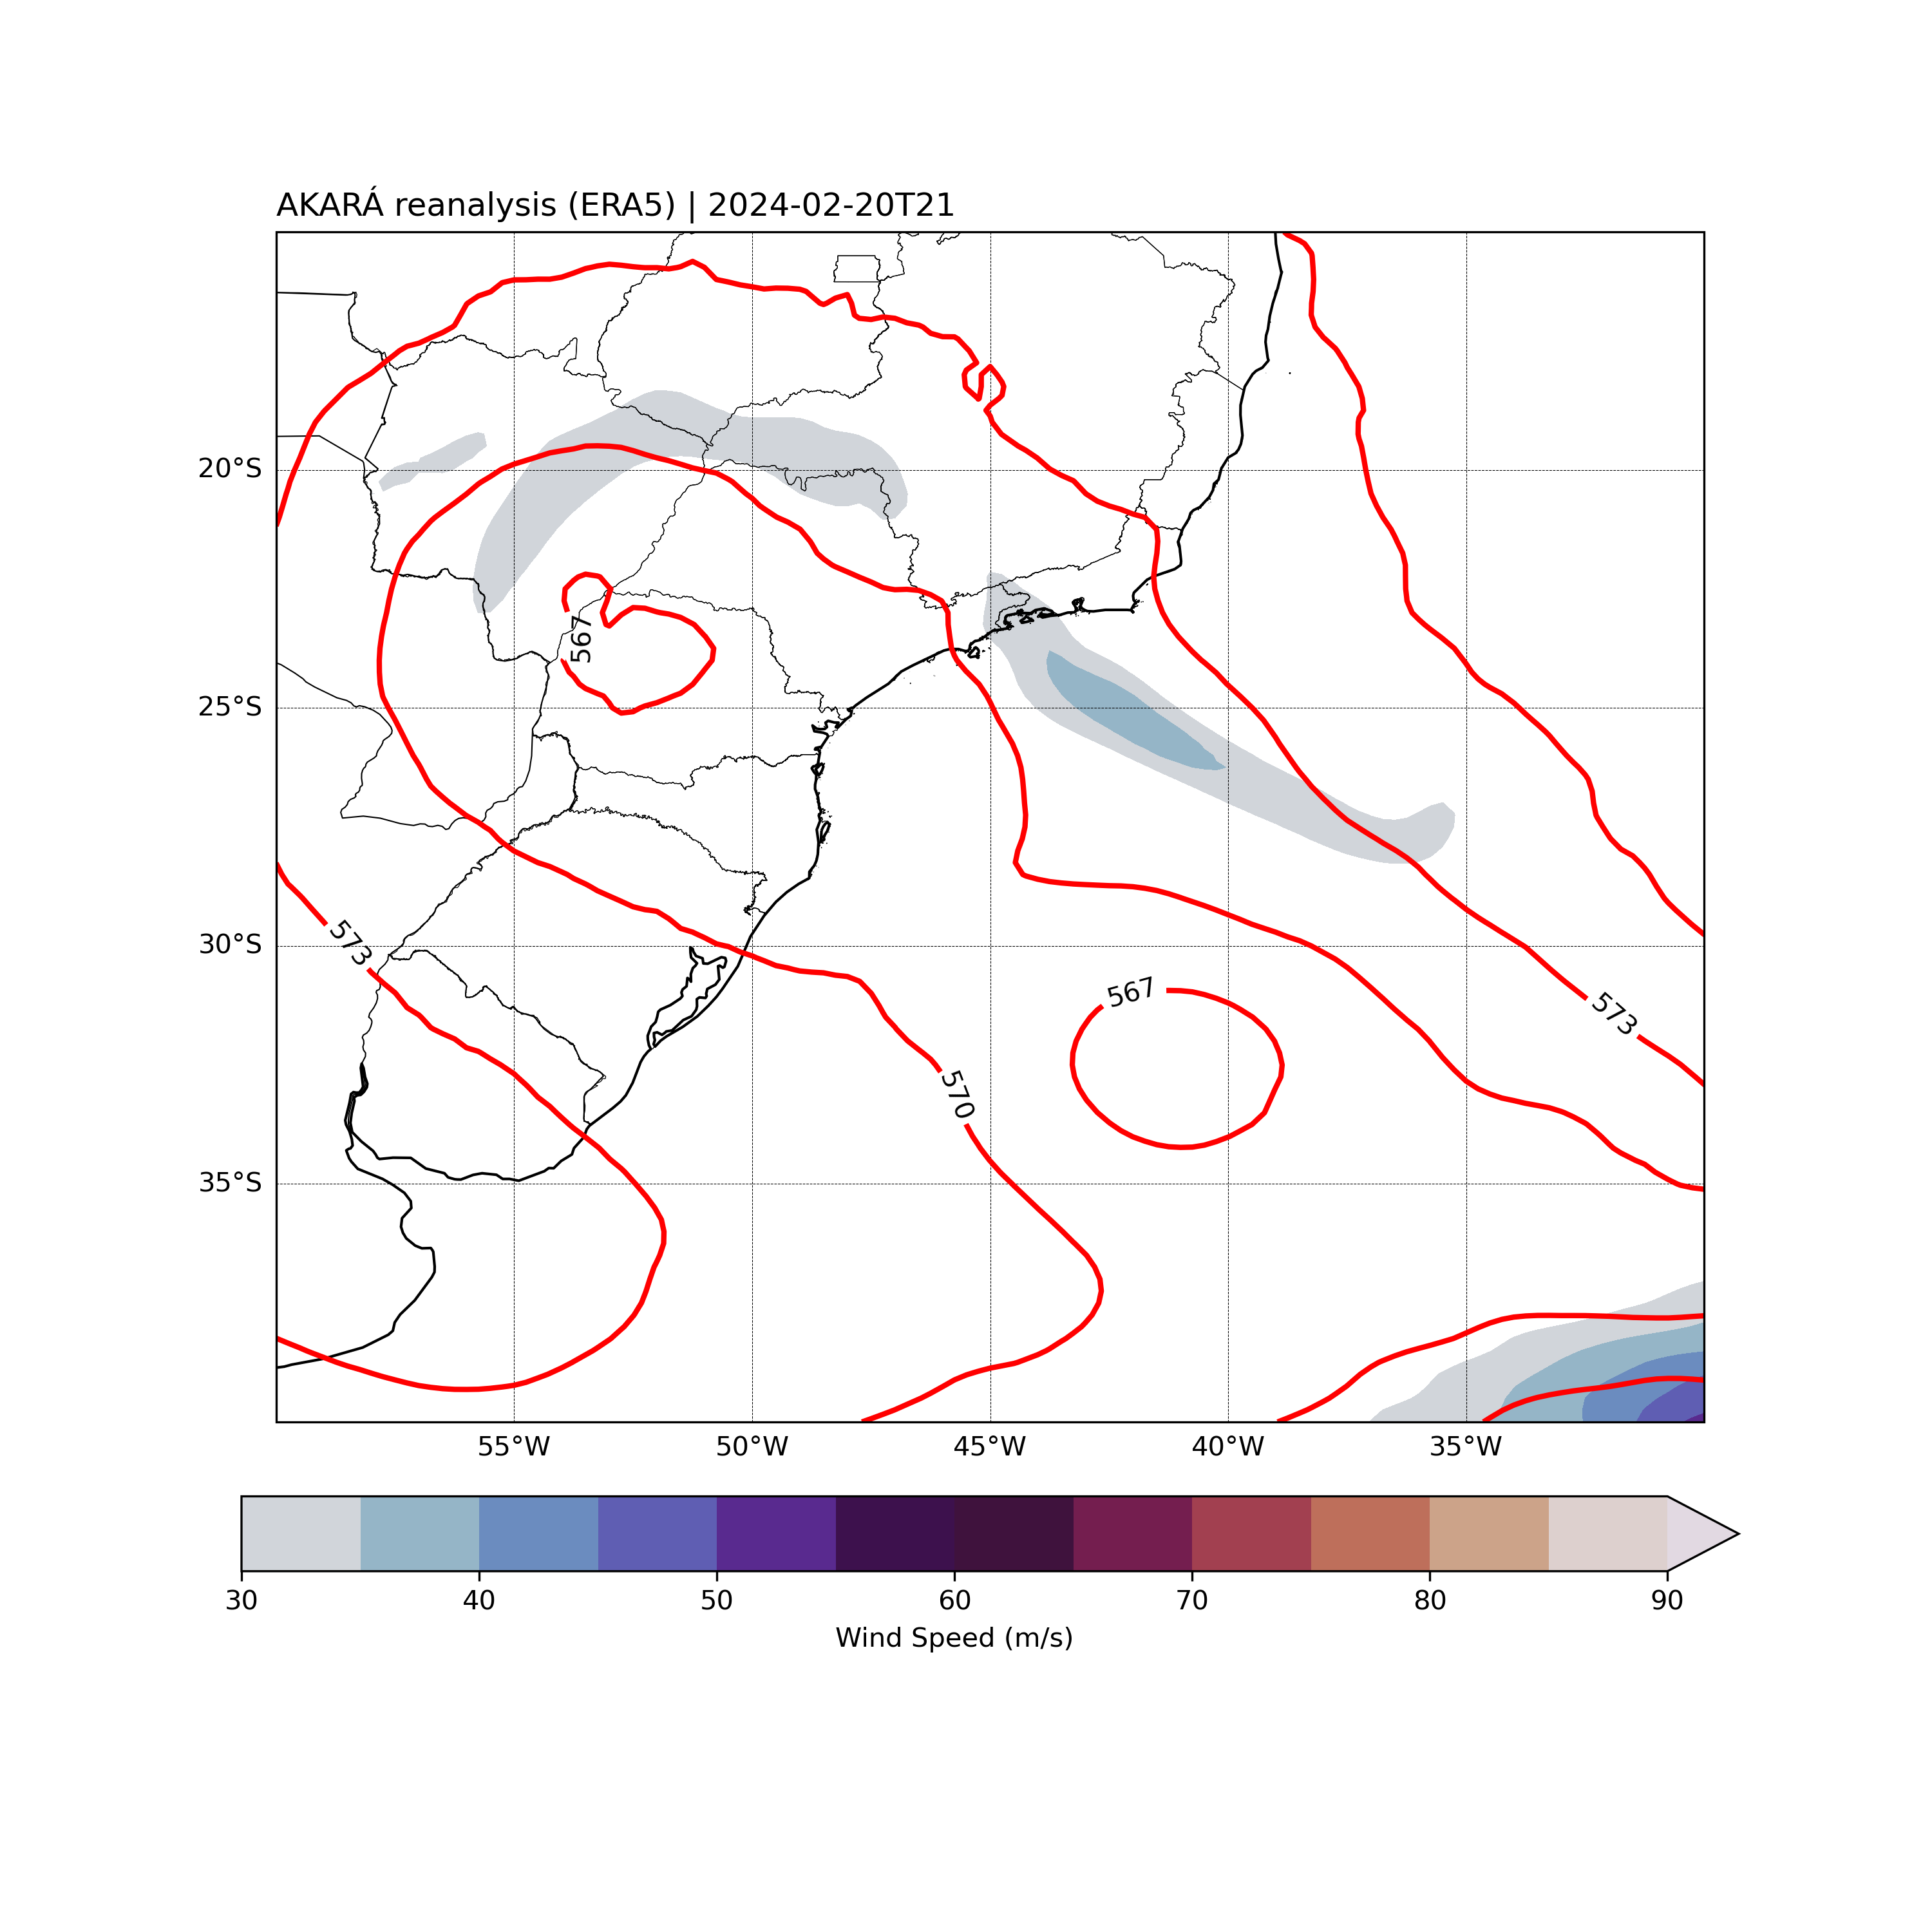 AKARÁ reanalysis (ERA5) | 2024-02-20T21
20°S
25°S
30°S
35°S
567
573
567
573
570
55°W 50°W 45°W 40°W 35°W
30 40 50 60 70 80 90
Wind Speed (m/s)